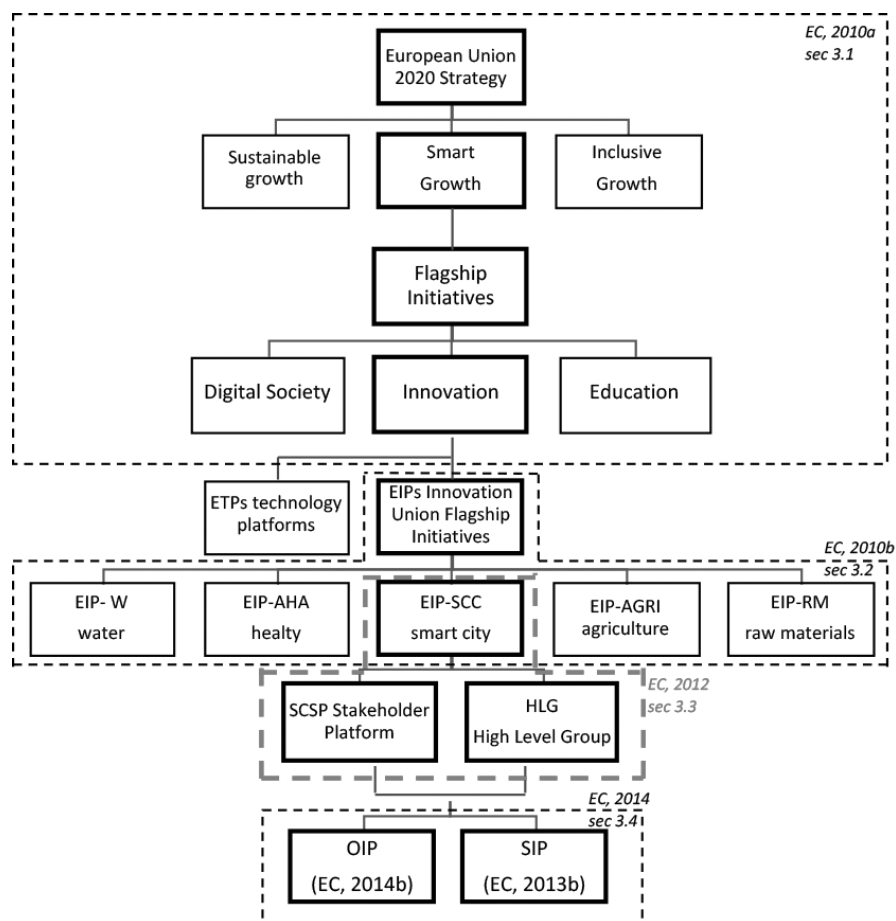 EC, 2010a
sec 3.1
European Union
2020 Strategy
Sustainable
growth
Smart
Growth
Inclusive
Growth
Flagship
Initiatives
Digital Society
Innovation
Education
ETPs technology
platforms
EIPs Innovation
Union Flagship
Initiatives
EC, 2010b
sec 3.2
EIP- W
water
EIP-AHA
healty
EIP-SCC
smart city
EIP-AGRI
agriculture
EIP-RM
raw materials
SCSP Stakeholder
Platform
HLG
High Level Group
EC, 2012
sec 3.3
EC, 2014
sec 3.4
OIP
(EC, 2014b)
SIP
(EC, 2013b)